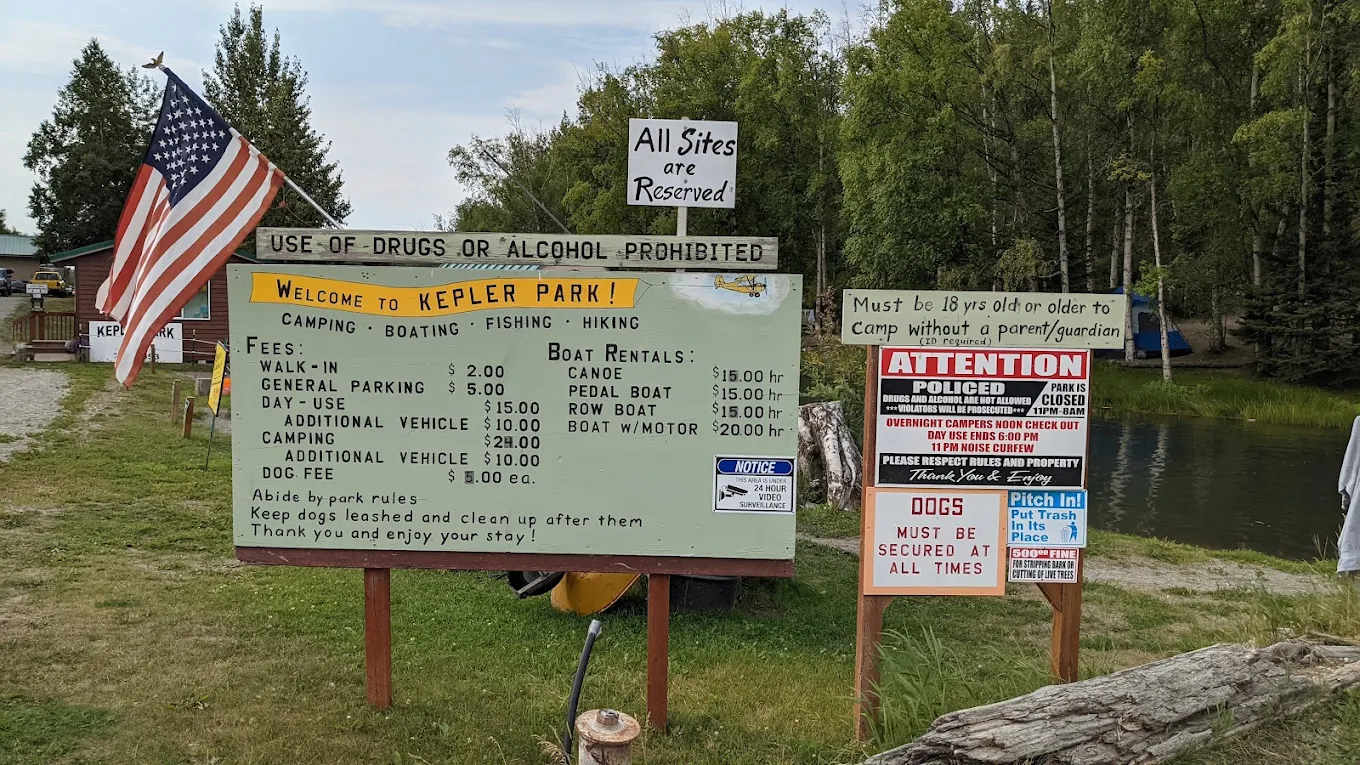 All Sites
are
Reserved
USE OF DRUGS OR ALCOHOL PROHIBITED
WELCOME TO KEPLER PARK!
CAMPING · BOATING · FISHING · HIKING
FEES:
WALK-IN $ 2.00
GENERAL PARKING $ 5.00
DAY-USE $15.00
ADDITIONAL VEHICLE $10.00
CAMPING $24.00
ADDITIONAL VEHICLE $10.00
DOG FEE $ 5.00 ea.
BOAT RENTALS:
CANOE $15.00 hr
PEDAL BOAT $15.00 hr
ROW BOAT $15.00 hr
BOAT W/MOTOR $20.00 hr
Abide by park rules
Keep dogs leashed and clean up after them
Thank you and enjoy your stay!
NOTICE
THIS AREA IS UNDER
24 HOUR
VIDEO
SURVEILLANCE
KEPL RK
Must be 18 yrs old or older to
camp without a parent/guardian
(ID required)
ATTENTION
POLICED
DRUGS AND ALCOHOL ARE NOT ALLOWED
***VIOLATORS WILL BE PROSECUTED***
PARK IS
CLOSED
11PM-8AM
OVERNIGHT CAMPERS NOON CHECK OUT
DAY USE ENDS 6:00 PM
11 PM NOISE CURFEW
PLEASE RESPECT RULES AND PROPERTY
Thank You & Enjoy
DOGS
MUST BE
SECURED AT
ALL TIMES
Pitch In!
Put Trash
In Its
Place
500.00 FINE
FOR STRIPPING BARK OR
CUTTING OF LIVE TREES